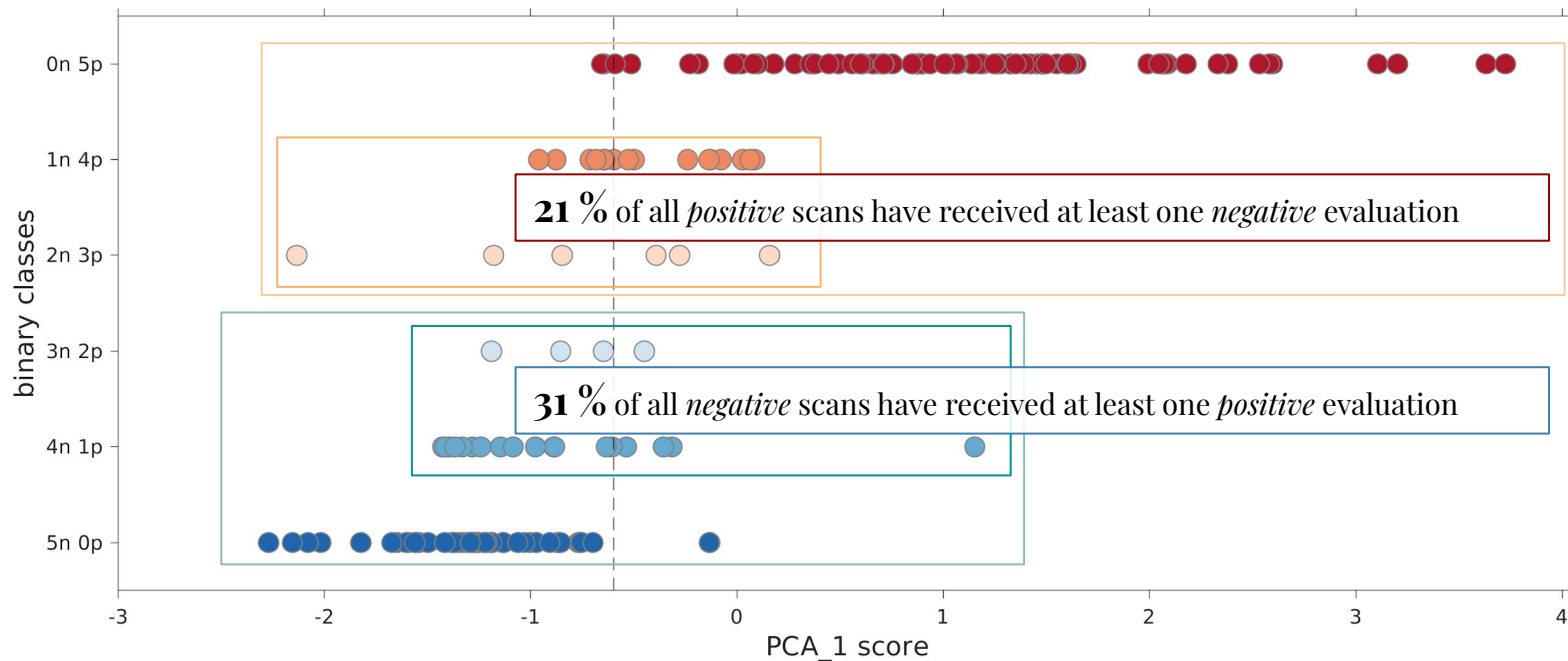 0n 5p
1n 4p
21 % of all positive scans have received at least one negative evaluation
2n 3p
binary classes
3n 2p
31 % of all negative scans have received at least one positive evaluation
4n 1p
5n 0p
-3 -2 -1 0 1 2 3 4
PCA_1 score